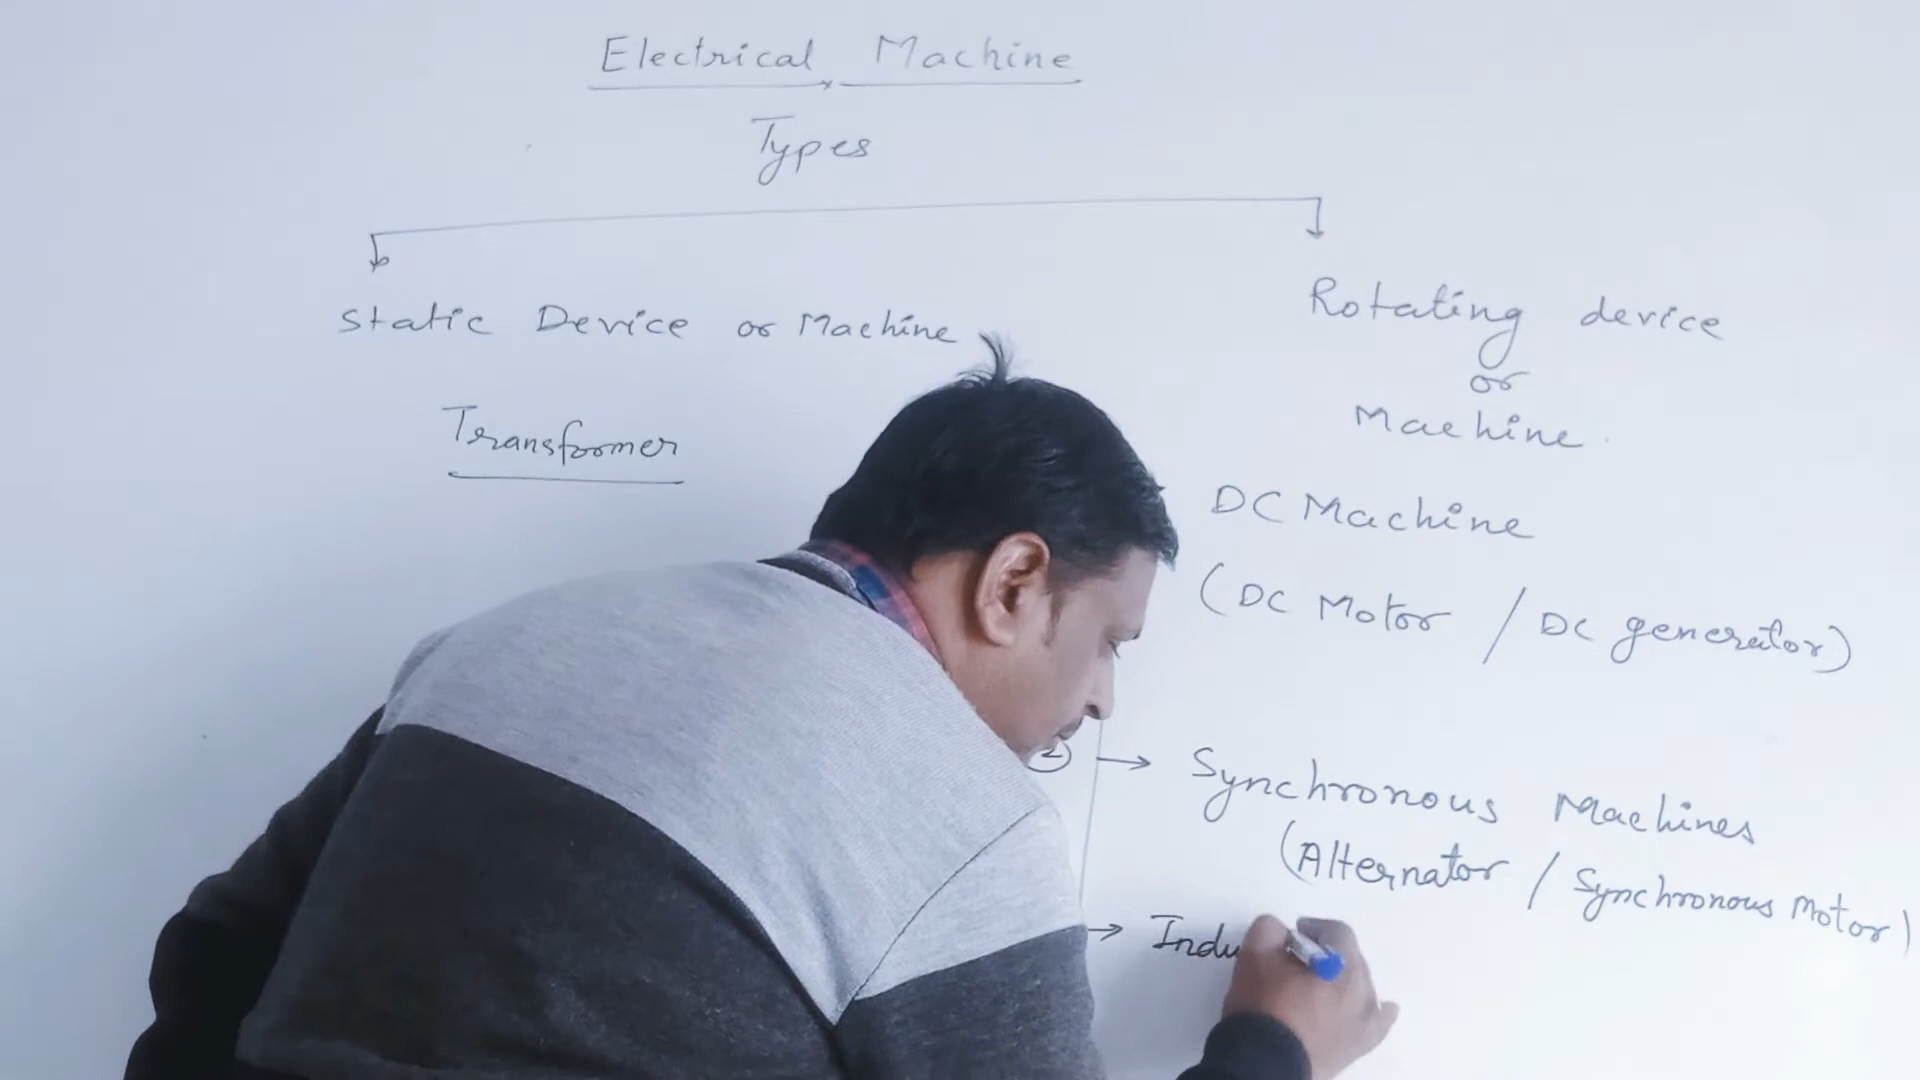 Electrical Machine
Types
Static Device or Machine
Transformer
Rotating device
or
Machine
DC Machine
(DC Motor / DC generator)
2 → Synchronous Machines
(Alternator / Synchronous Motor)
→ Indu